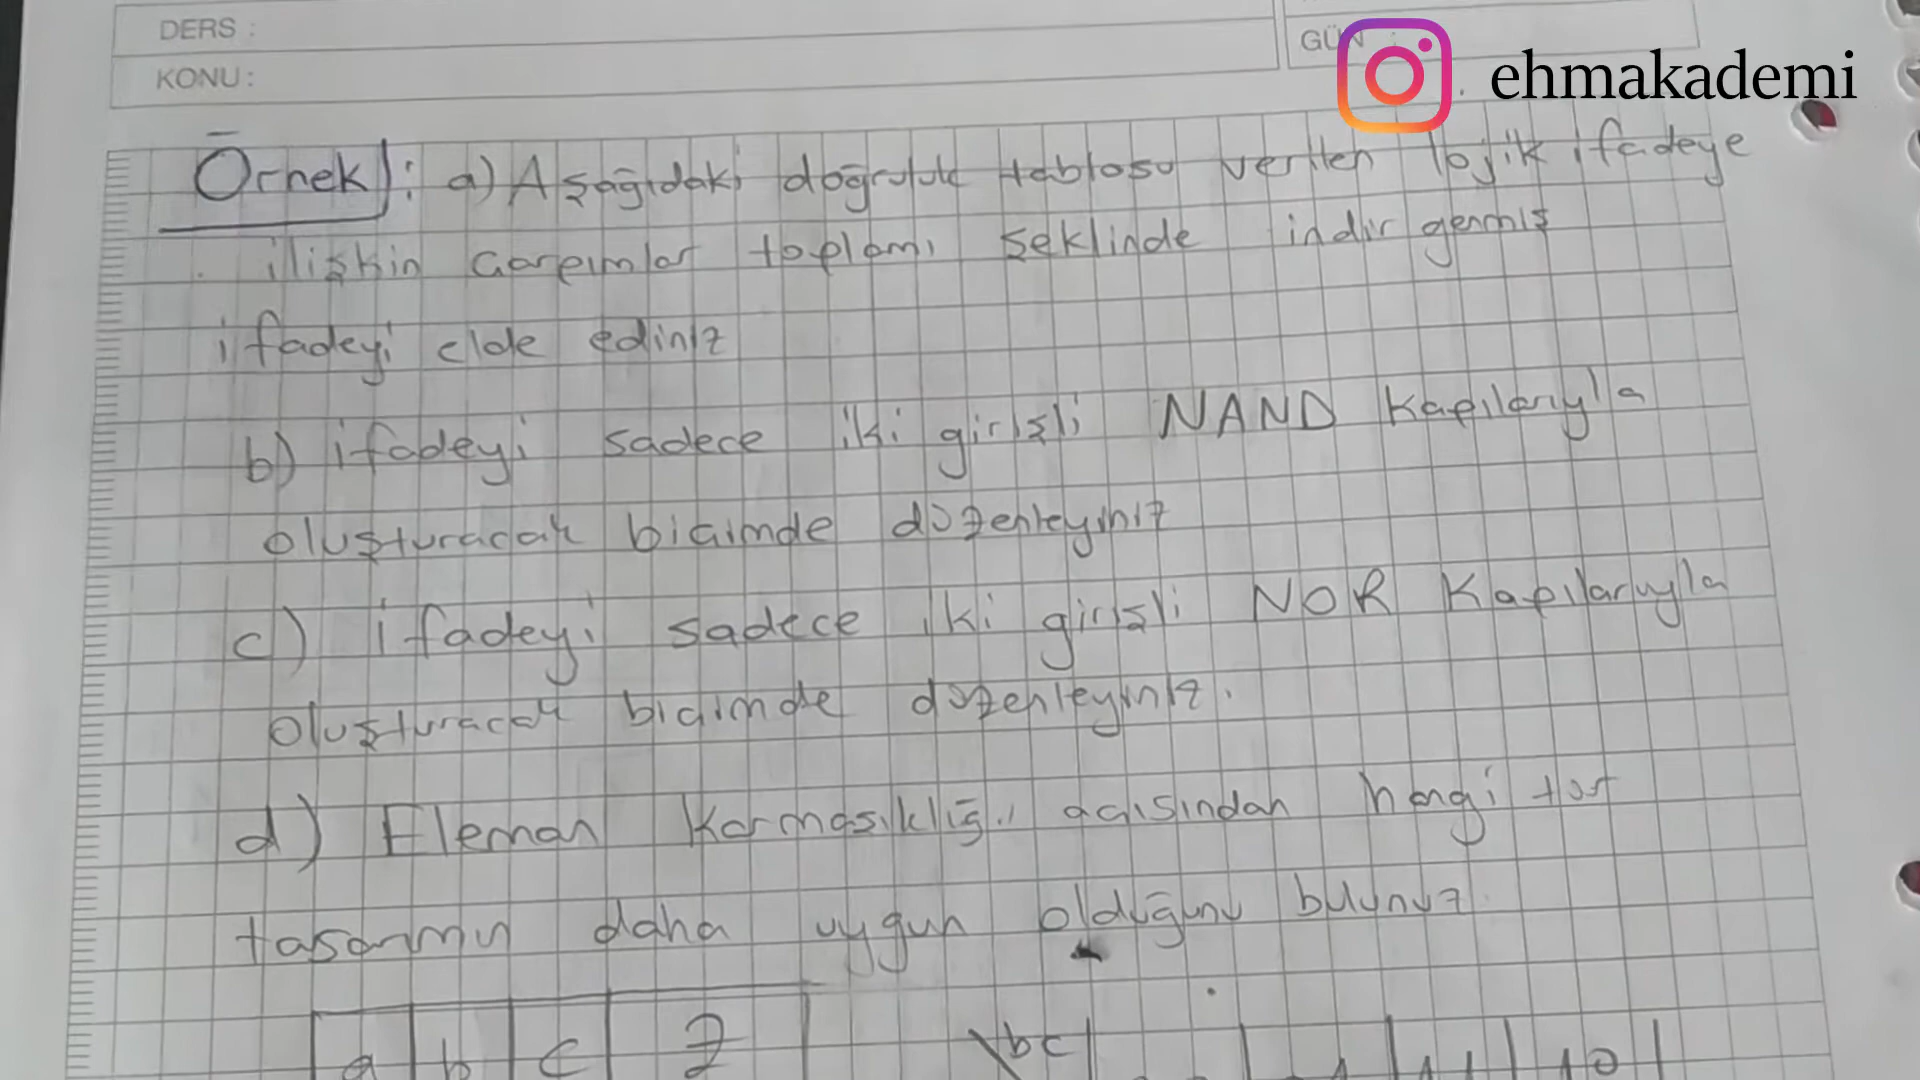 DERS :
KONU :
GÜN :
ehmakademi
Örnek): a) Aşağıdaki doğruluk tablosu verilen lojik ifadeye
ilişkin çarpımlar toplamı şeklinde indirgenmiş
ifadeyi elde ediniz
b) ifadeyi sadece iki girişli NAND Kapılarıyla
oluşturacak biçimde düzenleyiniz
c) ifadeyi sadece iki girişli NOR Kapılarıyla
oluşturacak biçimde düzenleyiniz.
d) Eleman Karmaşıklığı açısından hangi tür
tasarımın daha uygun olduğunu bulunuz.
a b c Z \bc 11 10